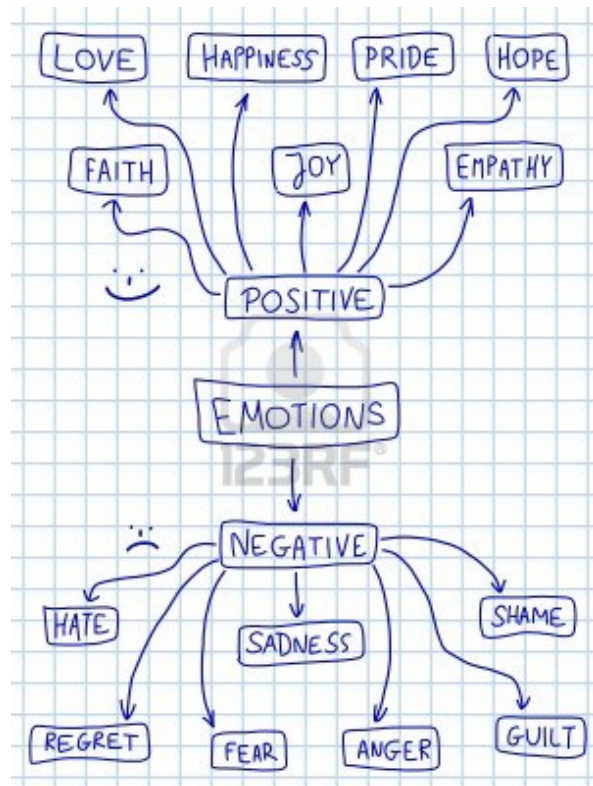 LOVE
HAPPINESS
PRIDE
HOPE
FAITH
JOY
EMPATHY
POSITIVE
EMOTIONS
123RF®
NEGATIVE
HATE
SADNESS
SHAME
REGRET
FEAR
ANGER
GUILT